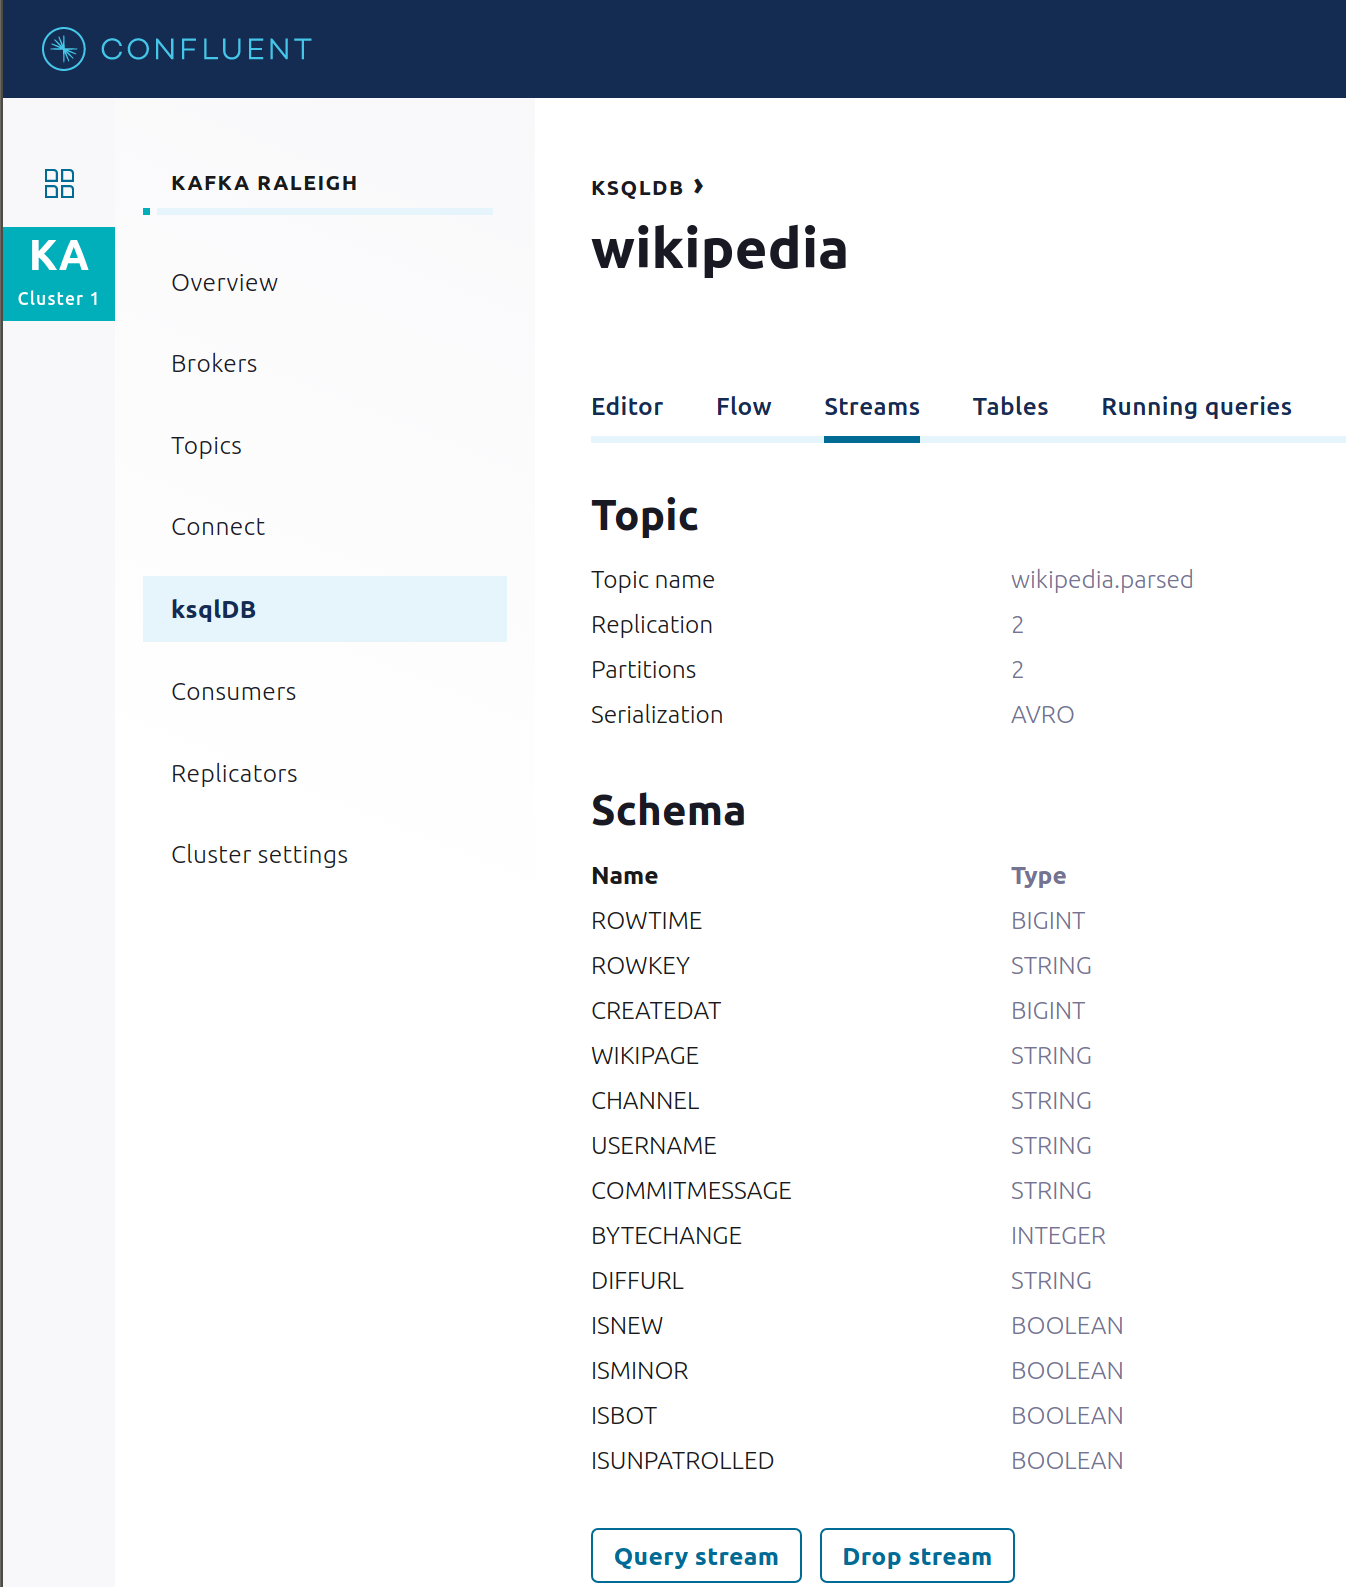 CONFLUENT
KA
Cluster 1
KAFKA RALEIGH
Overview
Brokers
Topics
Connect
ksqlDB
Consumers
Replicators
Cluster settings
KSQLDB ›
wikipedia
Editor Flow Streams Tables Running queries
Topic
Topic name wikipedia.parsed
Replication 2
Partitions 2
Serialization AVRO
Schema
Name Type
ROWTIME BIGINT
ROWKEY STRING
CREATEDAT BIGINT
WIKIPAGE STRING
CHANNEL STRING
USERNAME STRING
COMMITMESSAGE STRING
BYTECHANGE INTEGER
DIFFURL STRING
ISNEW BOOLEAN
ISMINOR BOOLEAN
ISBOT BOOLEAN
ISUNPATROLLED BOOLEAN
Query stream Drop stream